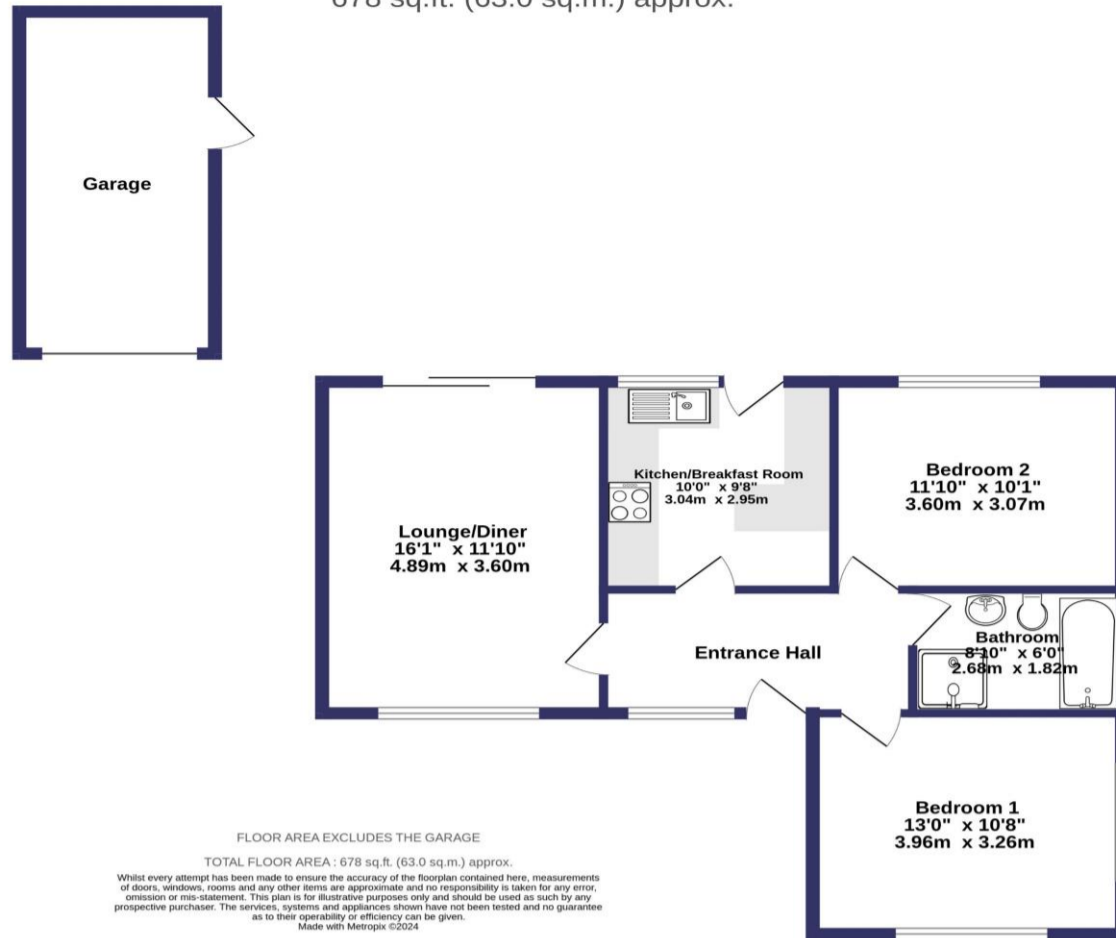 678 sq.ft. (63.0 sq.m.) approx.
Garage
Kitchen/Breakfast Room
10'0" x 9'8"
3.04m x 2.95m
Bedroom 2
11'10" x 10'1"
3.60m x 3.07m
Lounge/Diner
16'1" x 11'10"
4.89m x 3.60m
Entrance Hall
Bathroom
8'10" x 6'0"
2.68m x 1.82m
Bedroom 1
13'0" x 10'8"
3.96m x 3.26m
FLOOR AREA EXCLUDES THE GARAGE
TOTAL FLOOR AREA : 678 sq.ft. (63.0 sq.m.) approx.
Whilst every attempt has been made to ensure the accuracy of the floorplan contained here, measurements
of doors, windows, rooms and any other items are approximate and no responsibility is taken for any error,
omission or mis-statement. This plan is for illustrative purposes only and should be used as such by any
prospective purchaser. The services, systems and appliances shown have not been tested and no guarantee
as to their operability or efficiency can be given.
Made with Metropix ©2024